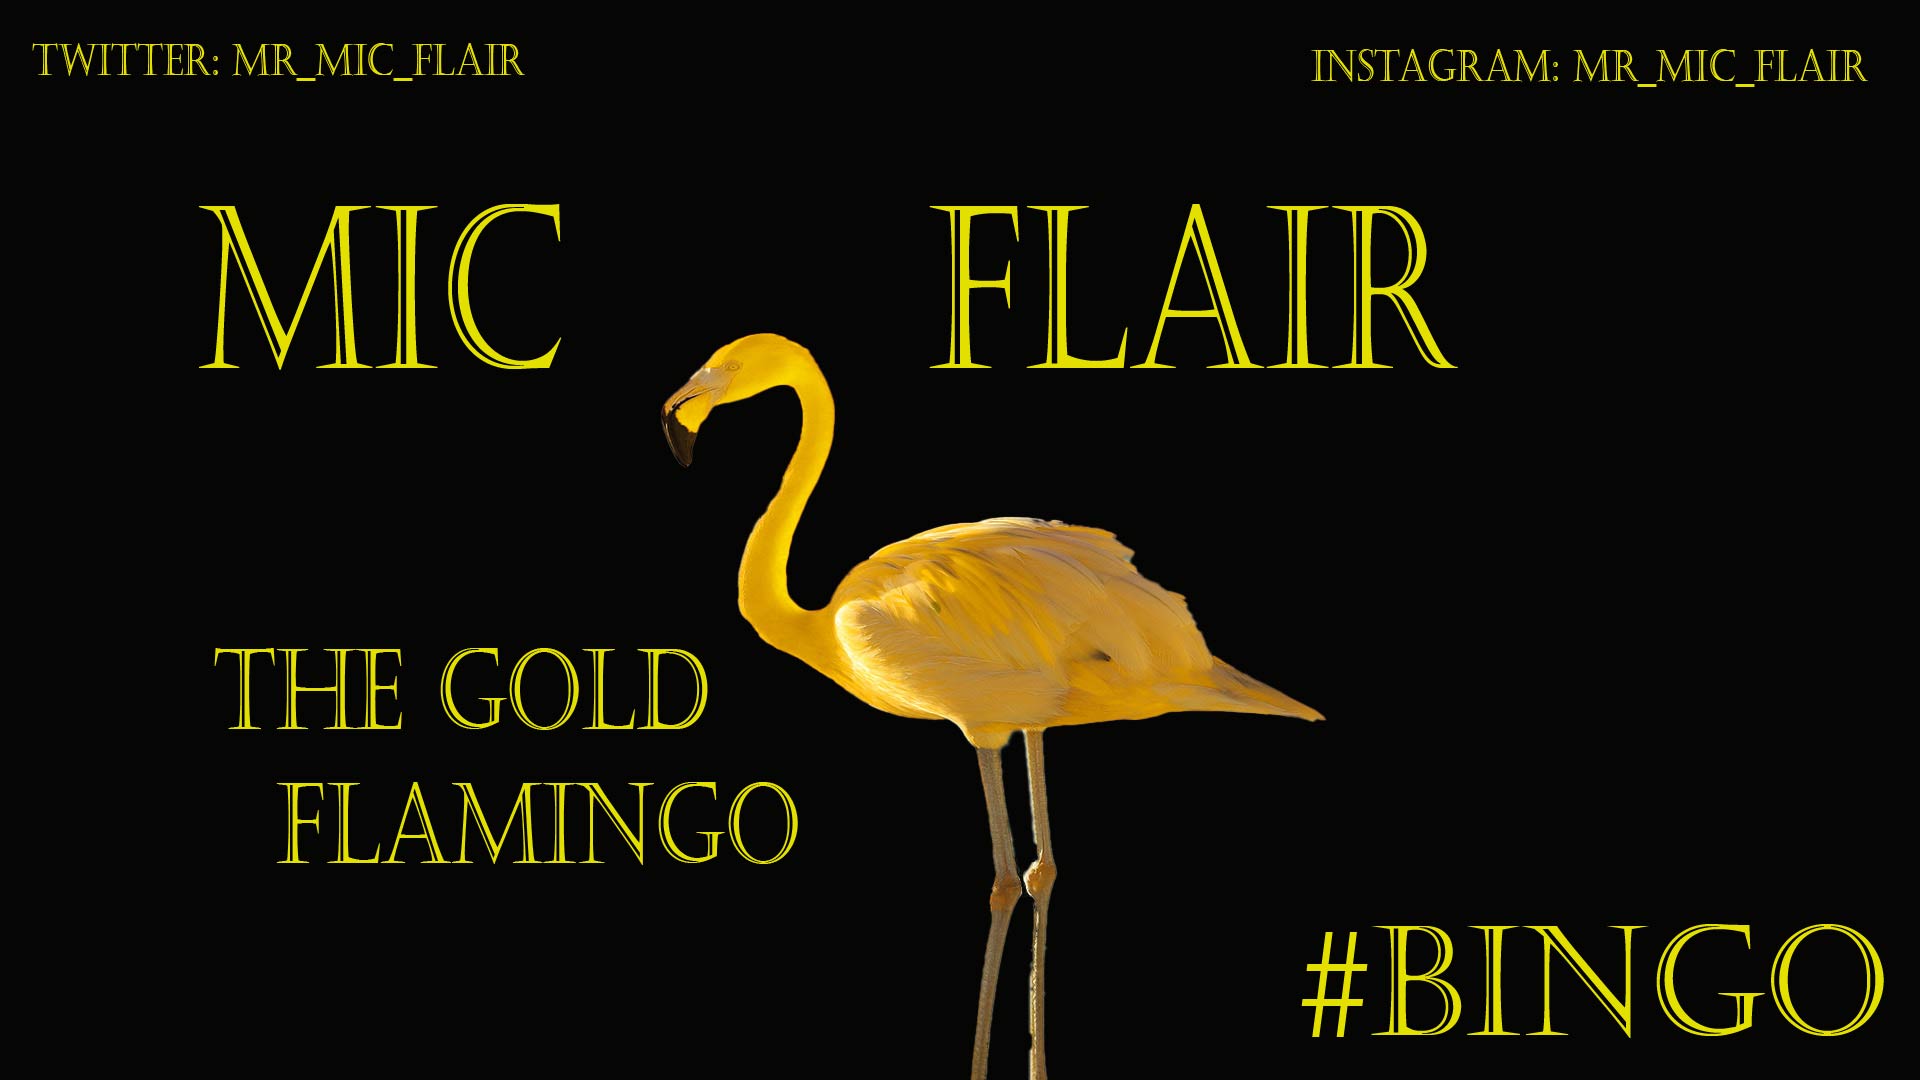 TWITTER: MR_MIC_FLAIR
INSTAGRAM: MR_MIC_FLAIR
MIC FLAIR
THE GOLD
FLAMINGO
#BINGO